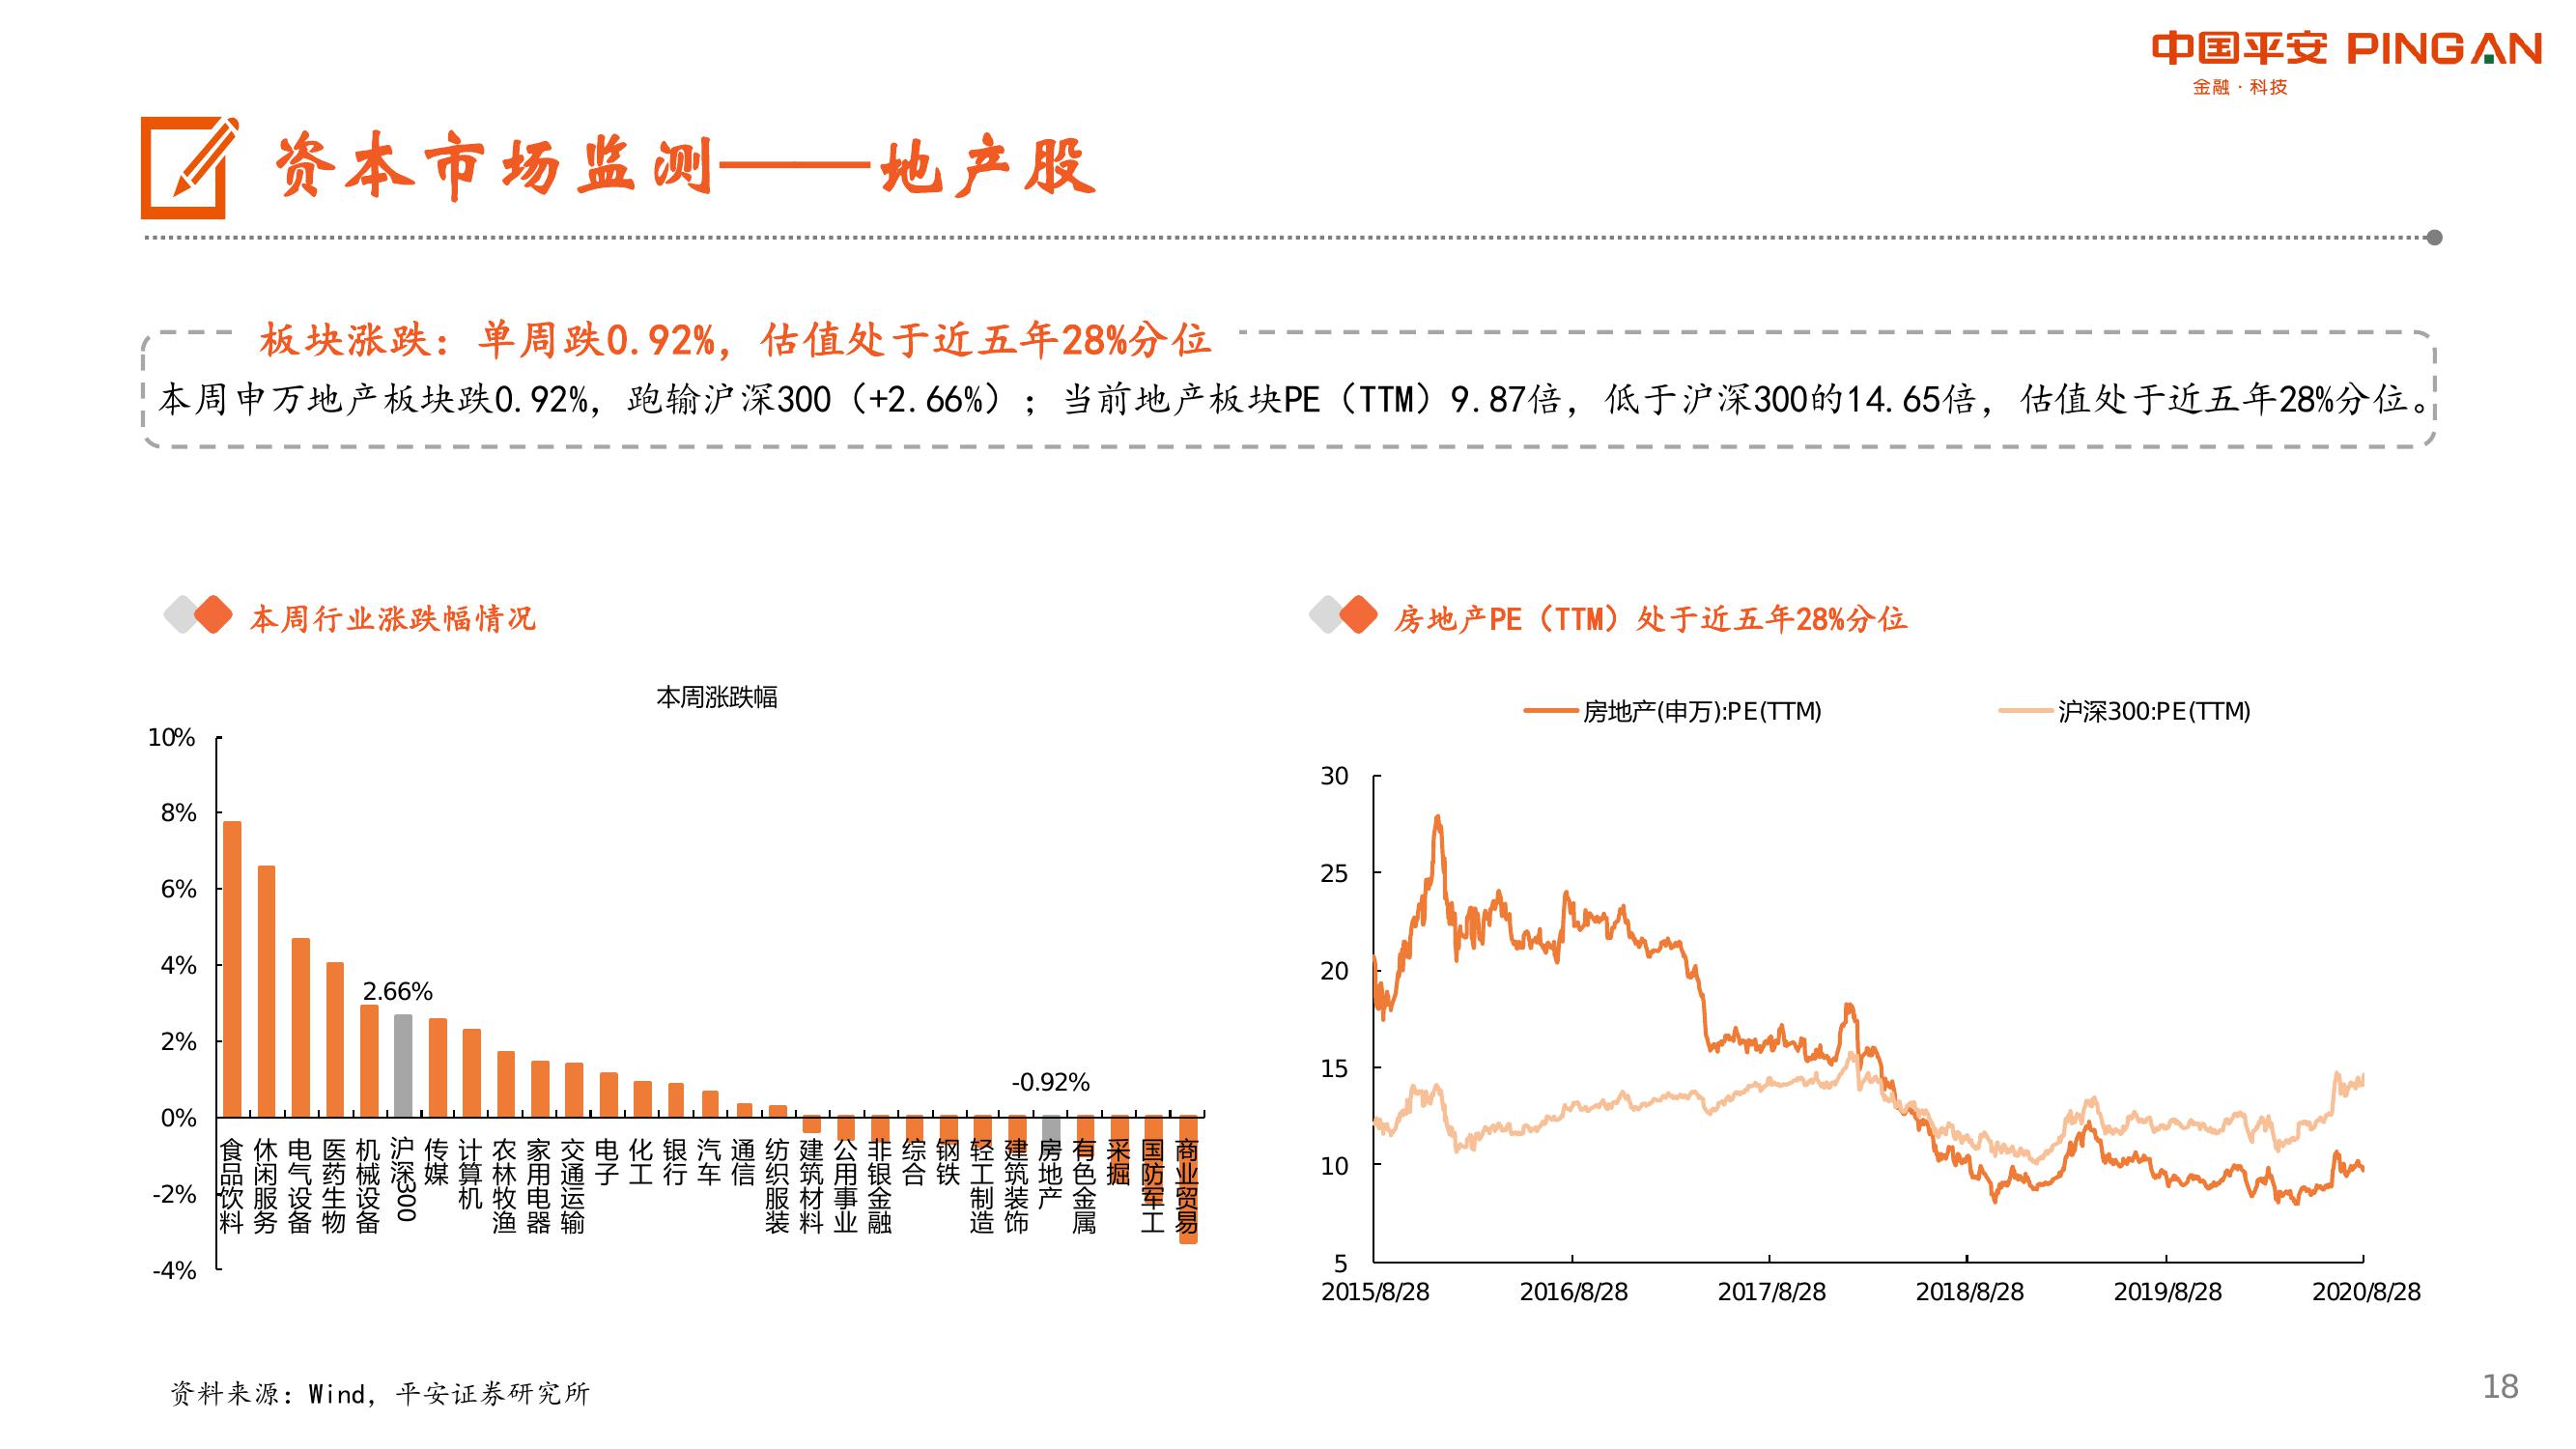 中国平安 PINGAN
金融·科技
资本市场监测——地产股
板块涨跌：单周跌0.92%，估值处于近五年28%分位
本周申万地产板块跌0.92%，跑输沪深300（+2.66%）；当前地产板块PE（TTM）9.87倍，低于沪深300的14.65倍，估值处于近五年28%分位。
本周行业涨跌幅情况
本周涨跌幅
10%
8%
6%
4%
2%
0%
-2%
-4%
2.66%
-0.92%
食品饮料
休闲服务
电气设备
医药生物
机械设备
沪深300
传媒
计算机
农林牧渔
家用电器
交通运输
电子
化工
银行
汽车
通信
纺织服装
建筑材料
公用事业
非银金融
综合
钢铁
轻工制造
建筑装饰
房地产
有色金属
采掘
国防军工
商业贸易
房地产PE（TTM）处于近五年28%分位
房地产(申万):PE(TTM)
沪深300:PE(TTM)
30
25
20
15
10
5
2015/8/28
2016/8/28
2017/8/28
2018/8/28
2019/8/28
2020/8/28
资料来源：Wind，平安证券研究所
18